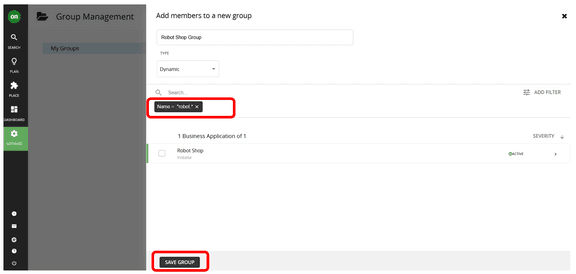 on
Group Management
My Groups
SEARCH
PLAN
PLACE
DASHBOARD
SETTINGS
Add members to a new group
Robot Shop Group
TYPE
Dynamic
Search...
ADD FILTER
Name = "robot.*"
1 Business Application of 1
SEVERITY
Robot Shop
active
SAVE GROUP